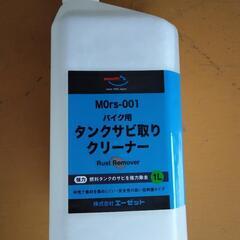 MOrs-001
バイク用
タンクサビ取り
クリーナー
Rust Remover
強力 燃料タンクのサビを強力除去 1L
株式会社エーゼット